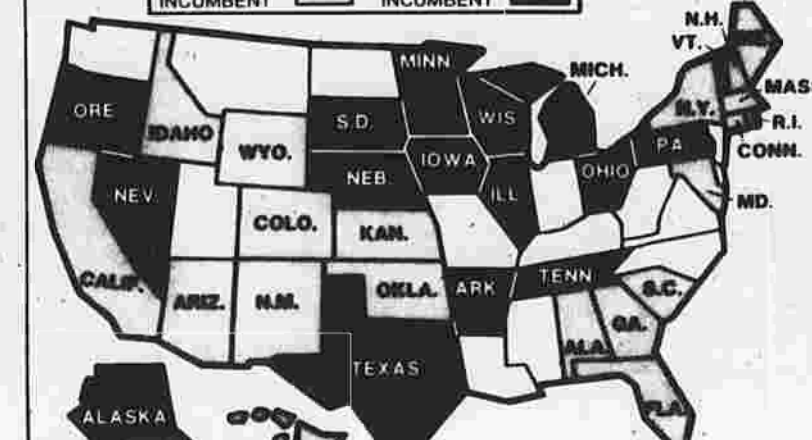 INCUMBENT INCUMBENT
N.H.
VT.
MINN
MICH.
MAS
ORE
N.Y.
S.D.
WIS
R.I.
IDAHO
PA
CONN.
WYO.
IOWA
OHIO
NEB.
NEV.
ILL
MD.
COLO.
KAN.
CALIF.
TENN
ARIZ.
N.M.
OKLA.
ARK
S.C.
GA.
ALA.
TEXAS
FLA.
ALASKA